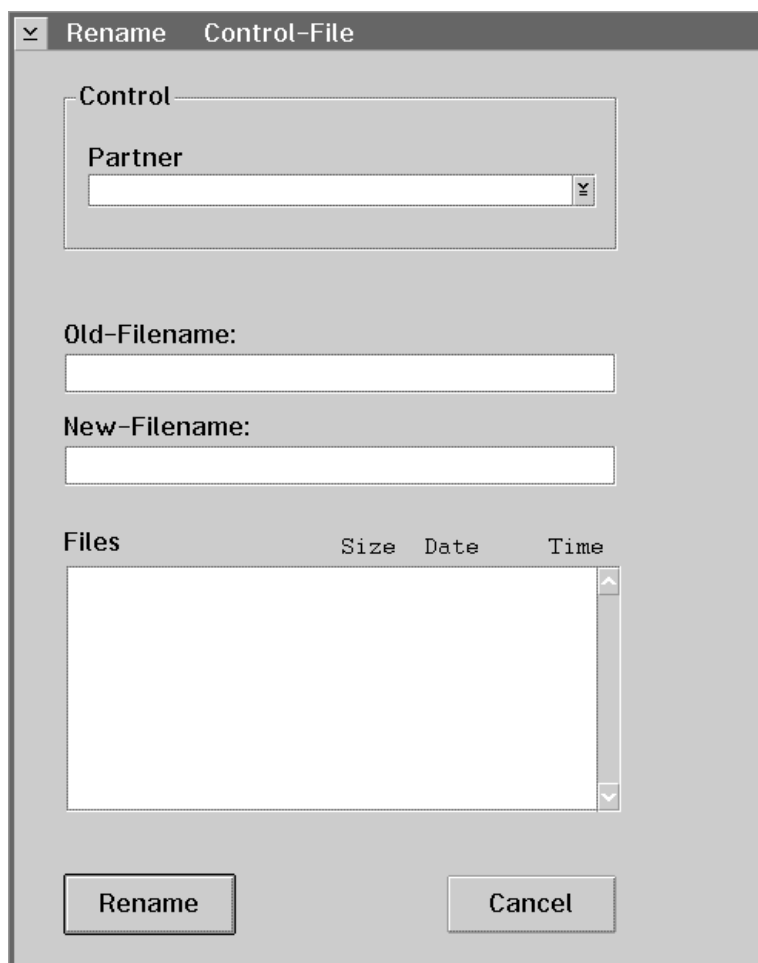 Rename Control-File
Control
Partner
Old-Filename:
New-Filename:
Files Size Date Time
Rename Cancel